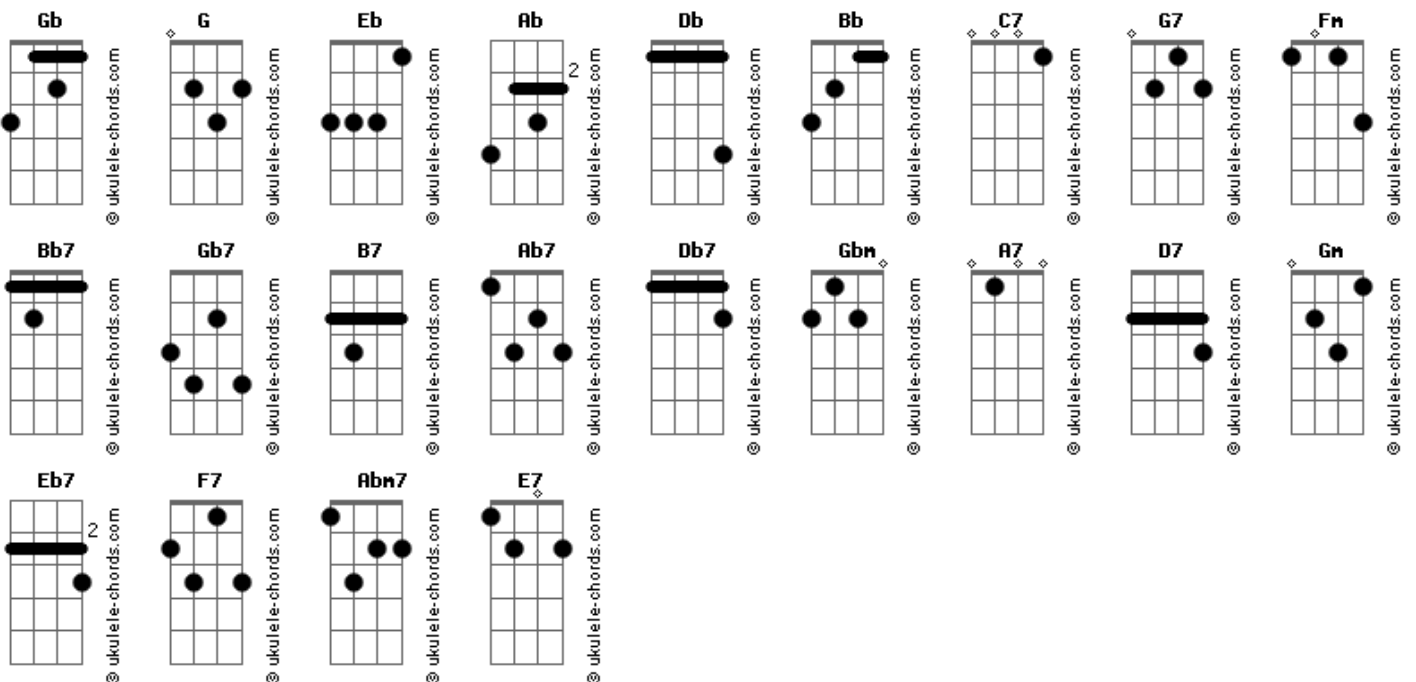 Gb G Eb Ab Db Bb C7 G7 Fm
2
© ukulele-chords.com © ukulele-chords.com © ukulele-chords.com © ukulele-chords.com © ukulele-chords.com © ukulele-chords.com © ukulele-chords.com © ukulele-chords.com © ukulele-chords.com
Bb7 Gb7 B7 Ab7 Db7 Gbm A7 D7 Gm
© ukulele-chords.com © ukulele-chords.com © ukulele-chords.com © ukulele-chords.com © ukulele-chords.com © ukulele-chords.com © ukulele-chords.com © ukulele-chords.com © ukulele-chords.com
Eb7 F7 Abm7 E7
2
© ukulele-chords.com © ukulele-chords.com © ukulele-chords.com © ukulele-chords.com